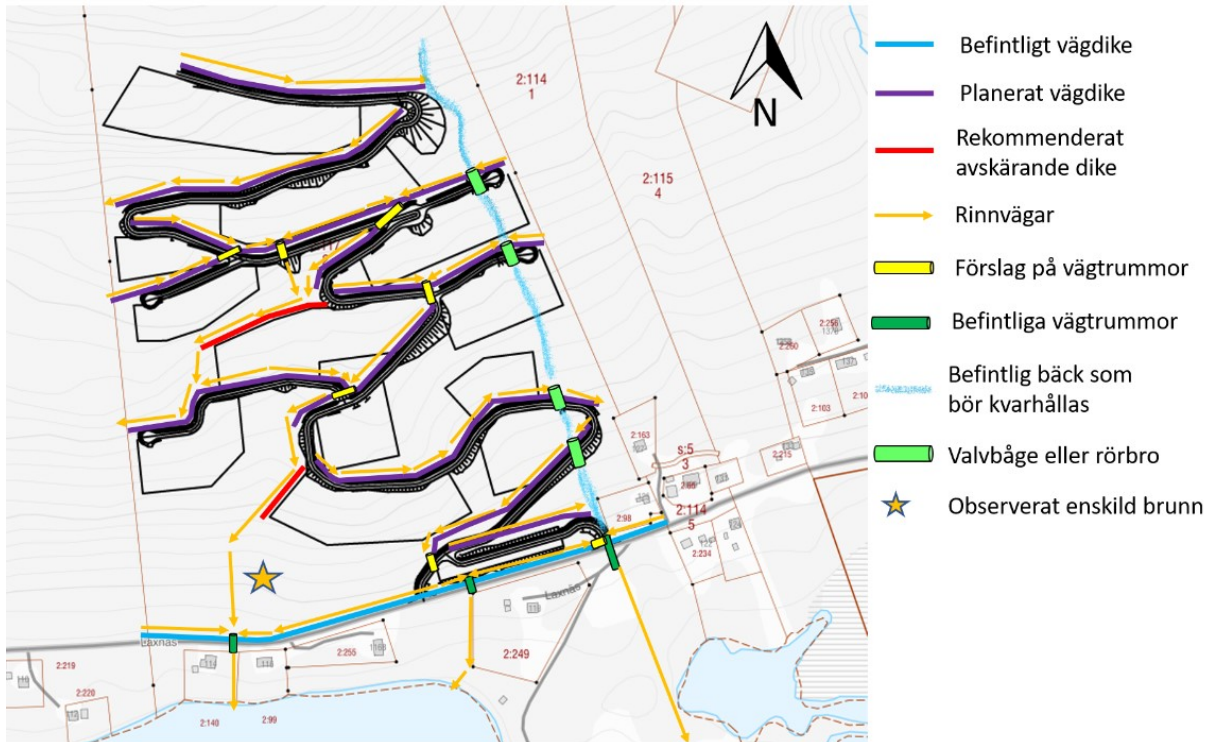 2:114
1
N
2:115
4
2:163
s:5
3
2:98
2:114
5
2:234
2:103
2:215
Laxnäs
Laxnäs
2:249
2:255
2:219
2:220
2:140
2:99
Befintligt vägdike
Planerat vägdike
Rekommenderat
avskärande dike
Rinnvägar
Förslag på vägtrummor
Befintliga vägtrummor
Befintlig bäck som
bör kvarhållas
Valvbåge eller rörbro
Observerat enskild brunn